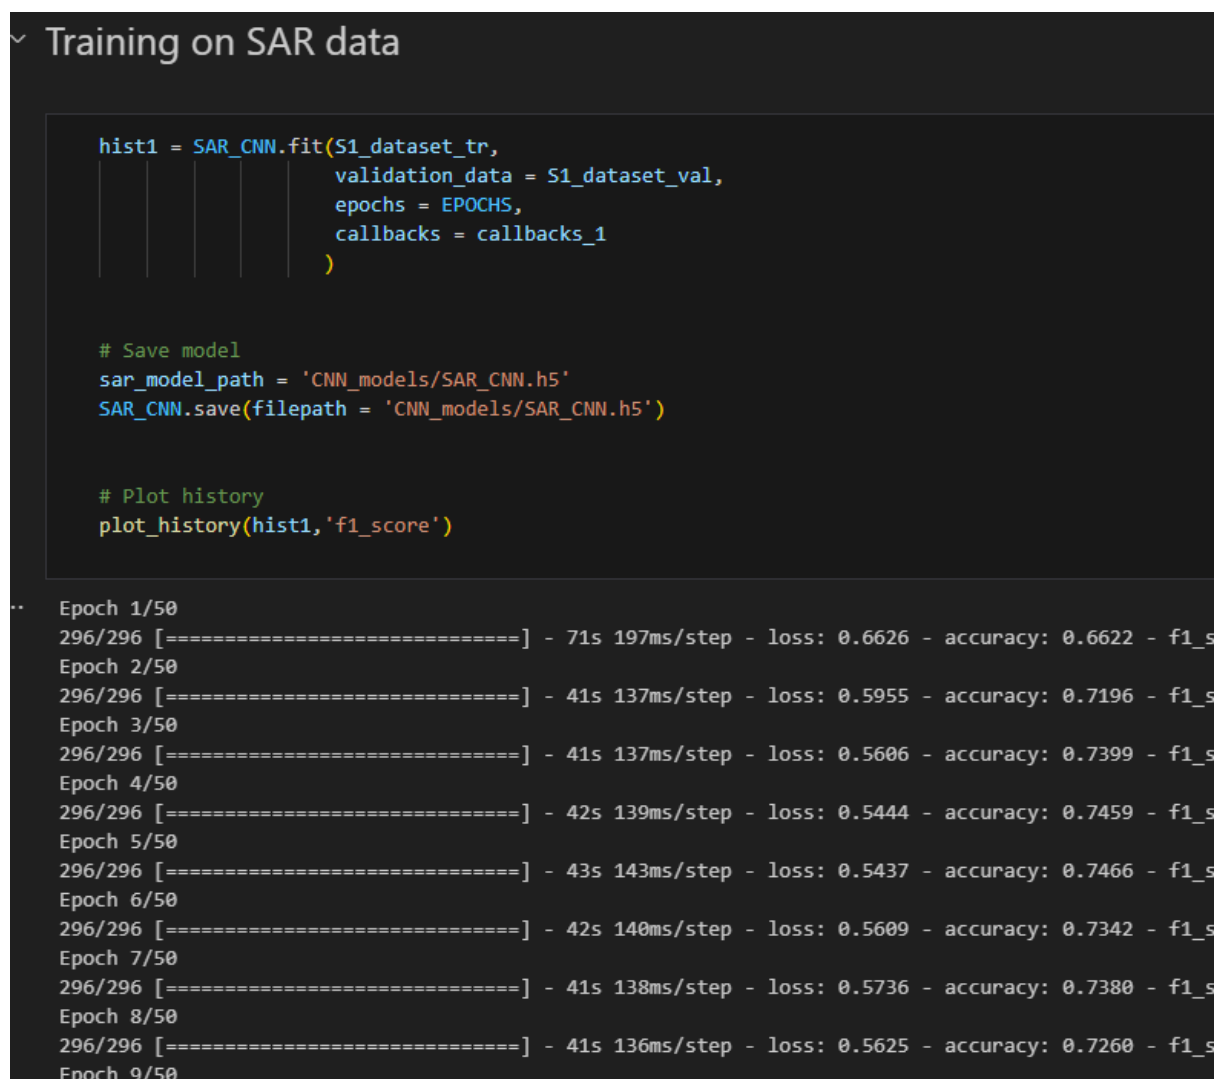 Training on SAR data
hist1 = SAR_CNN.fit(S1_dataset_tr,
validation_data = S1_dataset_val,
epochs = EPOCHS,
callbacks = callbacks_1
)
# Save model
sar_model_path = 'CNN_models/SAR_CNN.h5'
SAR_CNN.save(filepath = 'CNN_models/SAR_CNN.h5')
# Plot history
plot_history(hist1,'f1_score')
Epoch 1/50
296/296 [==============================] - 71s 197ms/step - loss: 0.6626 - accuracy: 0.6622 - f1_s
Epoch 2/50
296/296 [==============================] - 41s 137ms/step - loss: 0.5955 - accuracy: 0.7196 - f1_s
Epoch 3/50
296/296 [==============================] - 41s 137ms/step - loss: 0.5606 - accuracy: 0.7399 - f1_s
Epoch 4/50
296/296 [==============================] - 42s 139ms/step - loss: 0.5444 - accuracy: 0.7459 - f1_s
Epoch 5/50
296/296 [==============================] - 43s 143ms/step - loss: 0.5437 - accuracy: 0.7466 - f1_s
Epoch 6/50
296/296 [==============================] - 42s 140ms/step - loss: 0.5609 - accuracy: 0.7342 - f1_s
Epoch 7/50
296/296 [==============================] - 41s 138ms/step - loss: 0.5736 - accuracy: 0.7380 - f1_s
Epoch 8/50
296/296 [==============================] - 41s 136ms/step - loss: 0.5625 - accuracy: 0.7260 - f1_s
Epoch 9/50